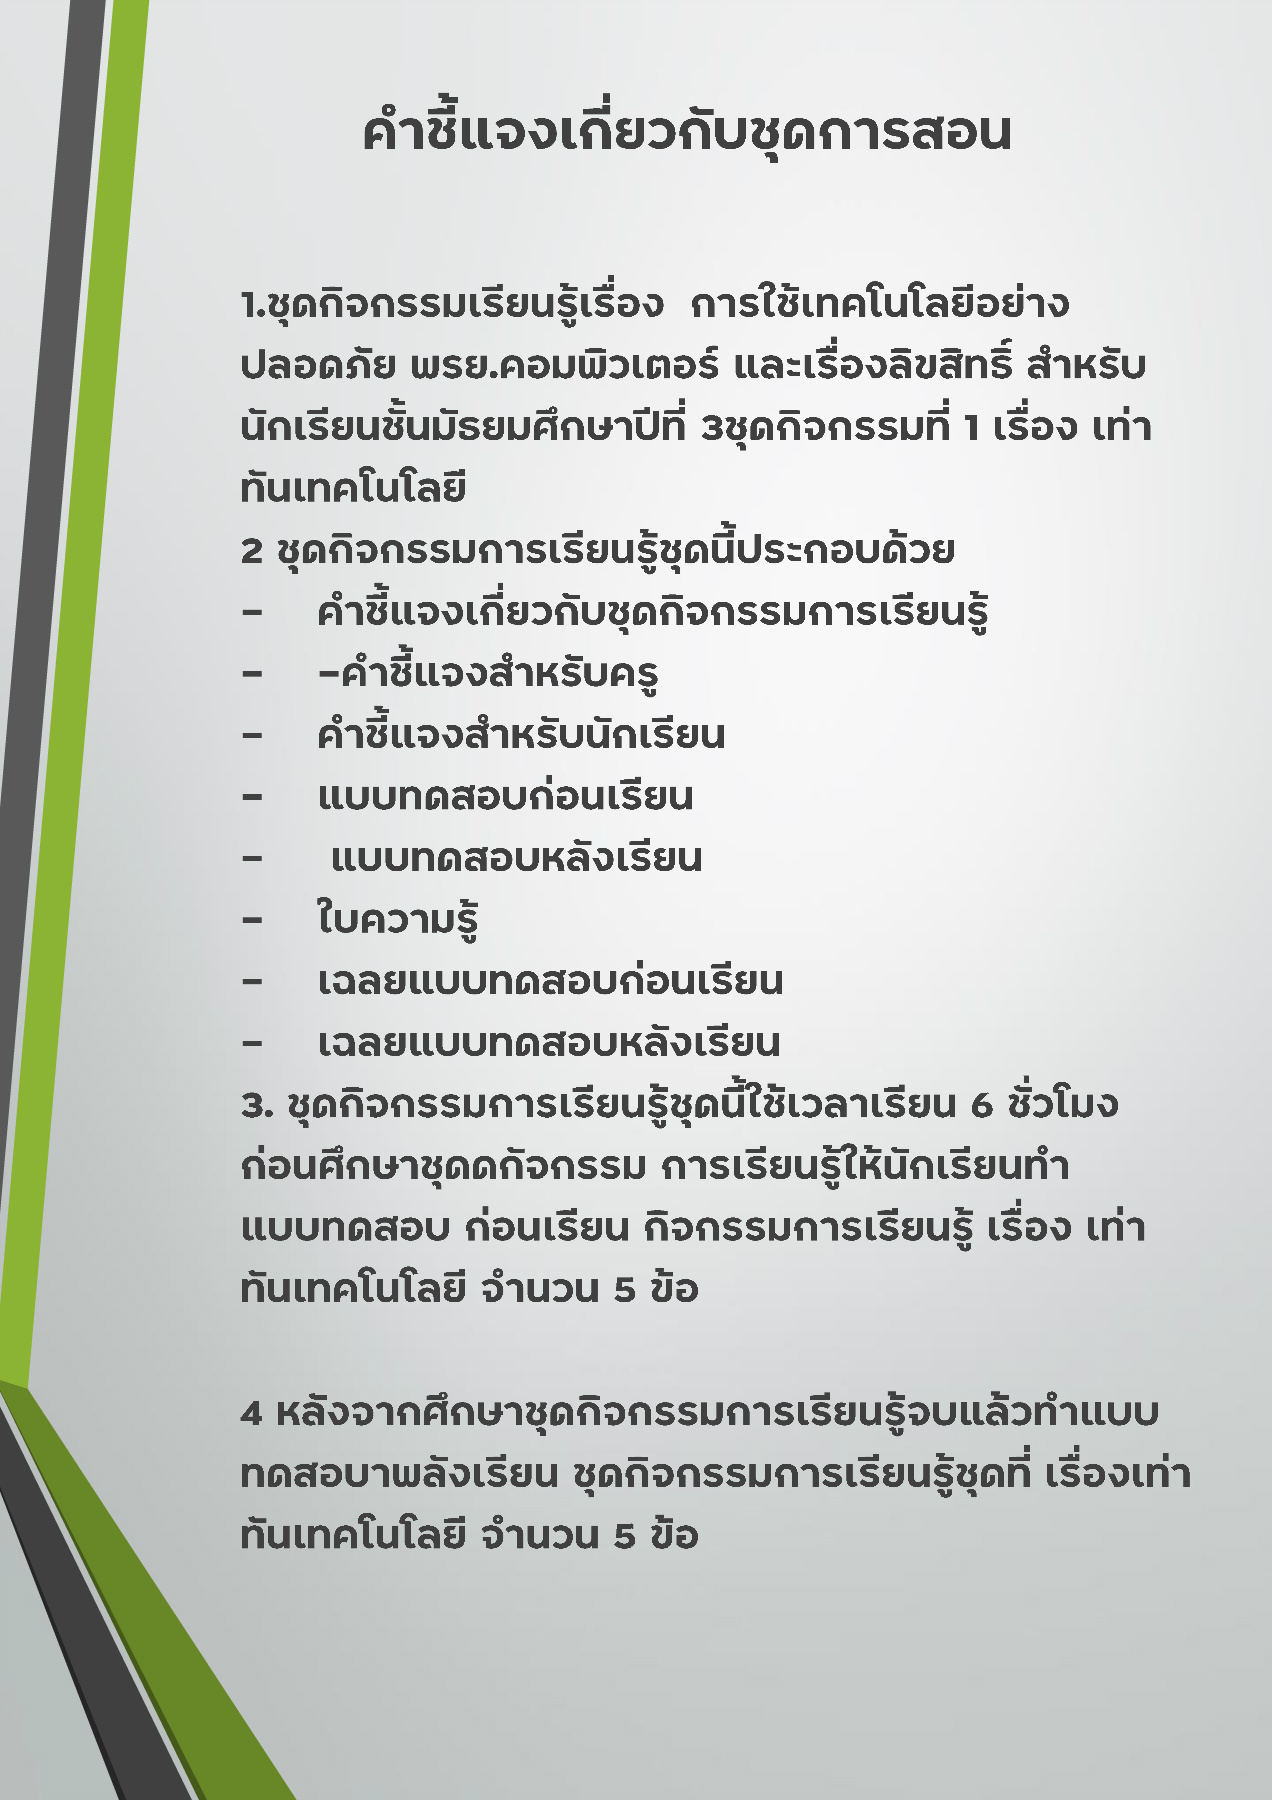 คำชี้แจงเกี่ยวกับชุดการสอน
1.ชุดกิจกรรมเรียนรู้เรื่อง  การใช้เทคโนโลยีอย่าง
ปลอดภัย พรย.คอมพิวเตอร์ และเรื่องลิขสิทธิ์ สำหรับ
นักเรียนชั้นมัธยมศึกษาปีที่ 3ชุดกิจกรรมที่ 1 เรื่อง เท่า
ทันเทคโนโลยี
2 ชุดกิจกรรมการเรียนรู้ชุดนี้ประกอบด้วย
- คำชี้แจงเกี่ยวกับชุดกิจกรรมการเรียนรู้
- -คำชี้แจงสำหรับครู
- คำชี้แจงสำหรับนักเรียน
- แบบทดสอบก่อนเรียน
- แบบทดสอบหลังเรียน
- ใบความรู้
- เฉลยแบบทดสอบก่อนเรียน
- เฉลยแบบทดสอบหลังเรียน
3. ชุดกิจกรรมการเรียนรู้ชุดนี้ใช้เวลาเรียน 6 ชั่วโมง
ก่อนศึกษาชุดดกัจกรรม การเรียนรู้ให้นักเรียนทำ
แบบทดสอบ ก่อนเรียน กิจกรรมการเรียนรู้ เรื่อง เท่า
ทันเทคโนโลยี จำนวน 5 ข้อ
4 หลังจากศึกษาชุดกิจกรรมการเรียนรู้จบแล้วทำแบบ
ทดสอบาพลังเรียน ชุดกิจกรรมการเรียนรู้ชุดที่ เรื่องเท่า
ทันเทคโนโลยี จำนวน 5 ข้อ